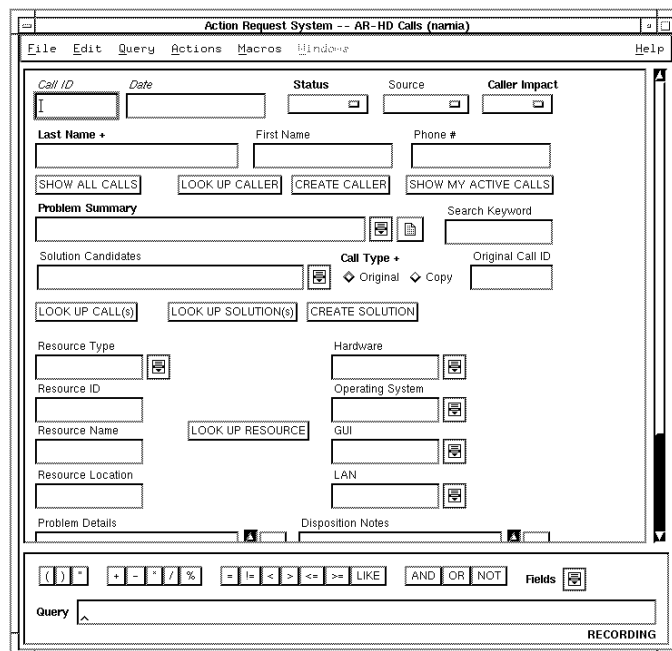 Action Request System -- AR-HD Calls (narnia)
File Edit Query Actions Macros Windows Help
Call ID Date Status Source Caller Impact
Last Name + First Name Phone #
SHOW ALL CALLS LOOK UP CALLER CREATE CALLER SHOW MY ACTIVE CALLS
Problem Summary Search Keyword
Solution Candidates Call Type + Original Call ID
Original Copy
LOOK UP CALL(s) LOOK UP SOLUTION(s) CREATE SOLUTION
Resource Type Hardware
Resource ID Operating System
Resource Name LOOK UP RESOURCE GUI
Resource Location LAN
Problem Details Disposition Notes
( ) " + - * / % = != < > <= >= LIKE AND OR NOT Fields
Query
RECORDING